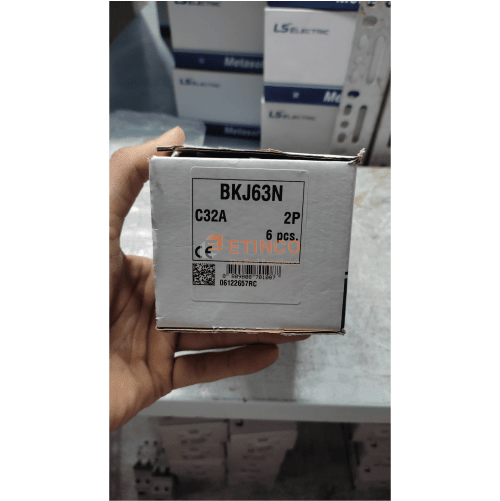 LS ELECTRIC
Metasol
LS ELECTRIC
Metasol
BKJ63N
C32A 2P
6 pcs.
ETINCO
CE
06122657RC